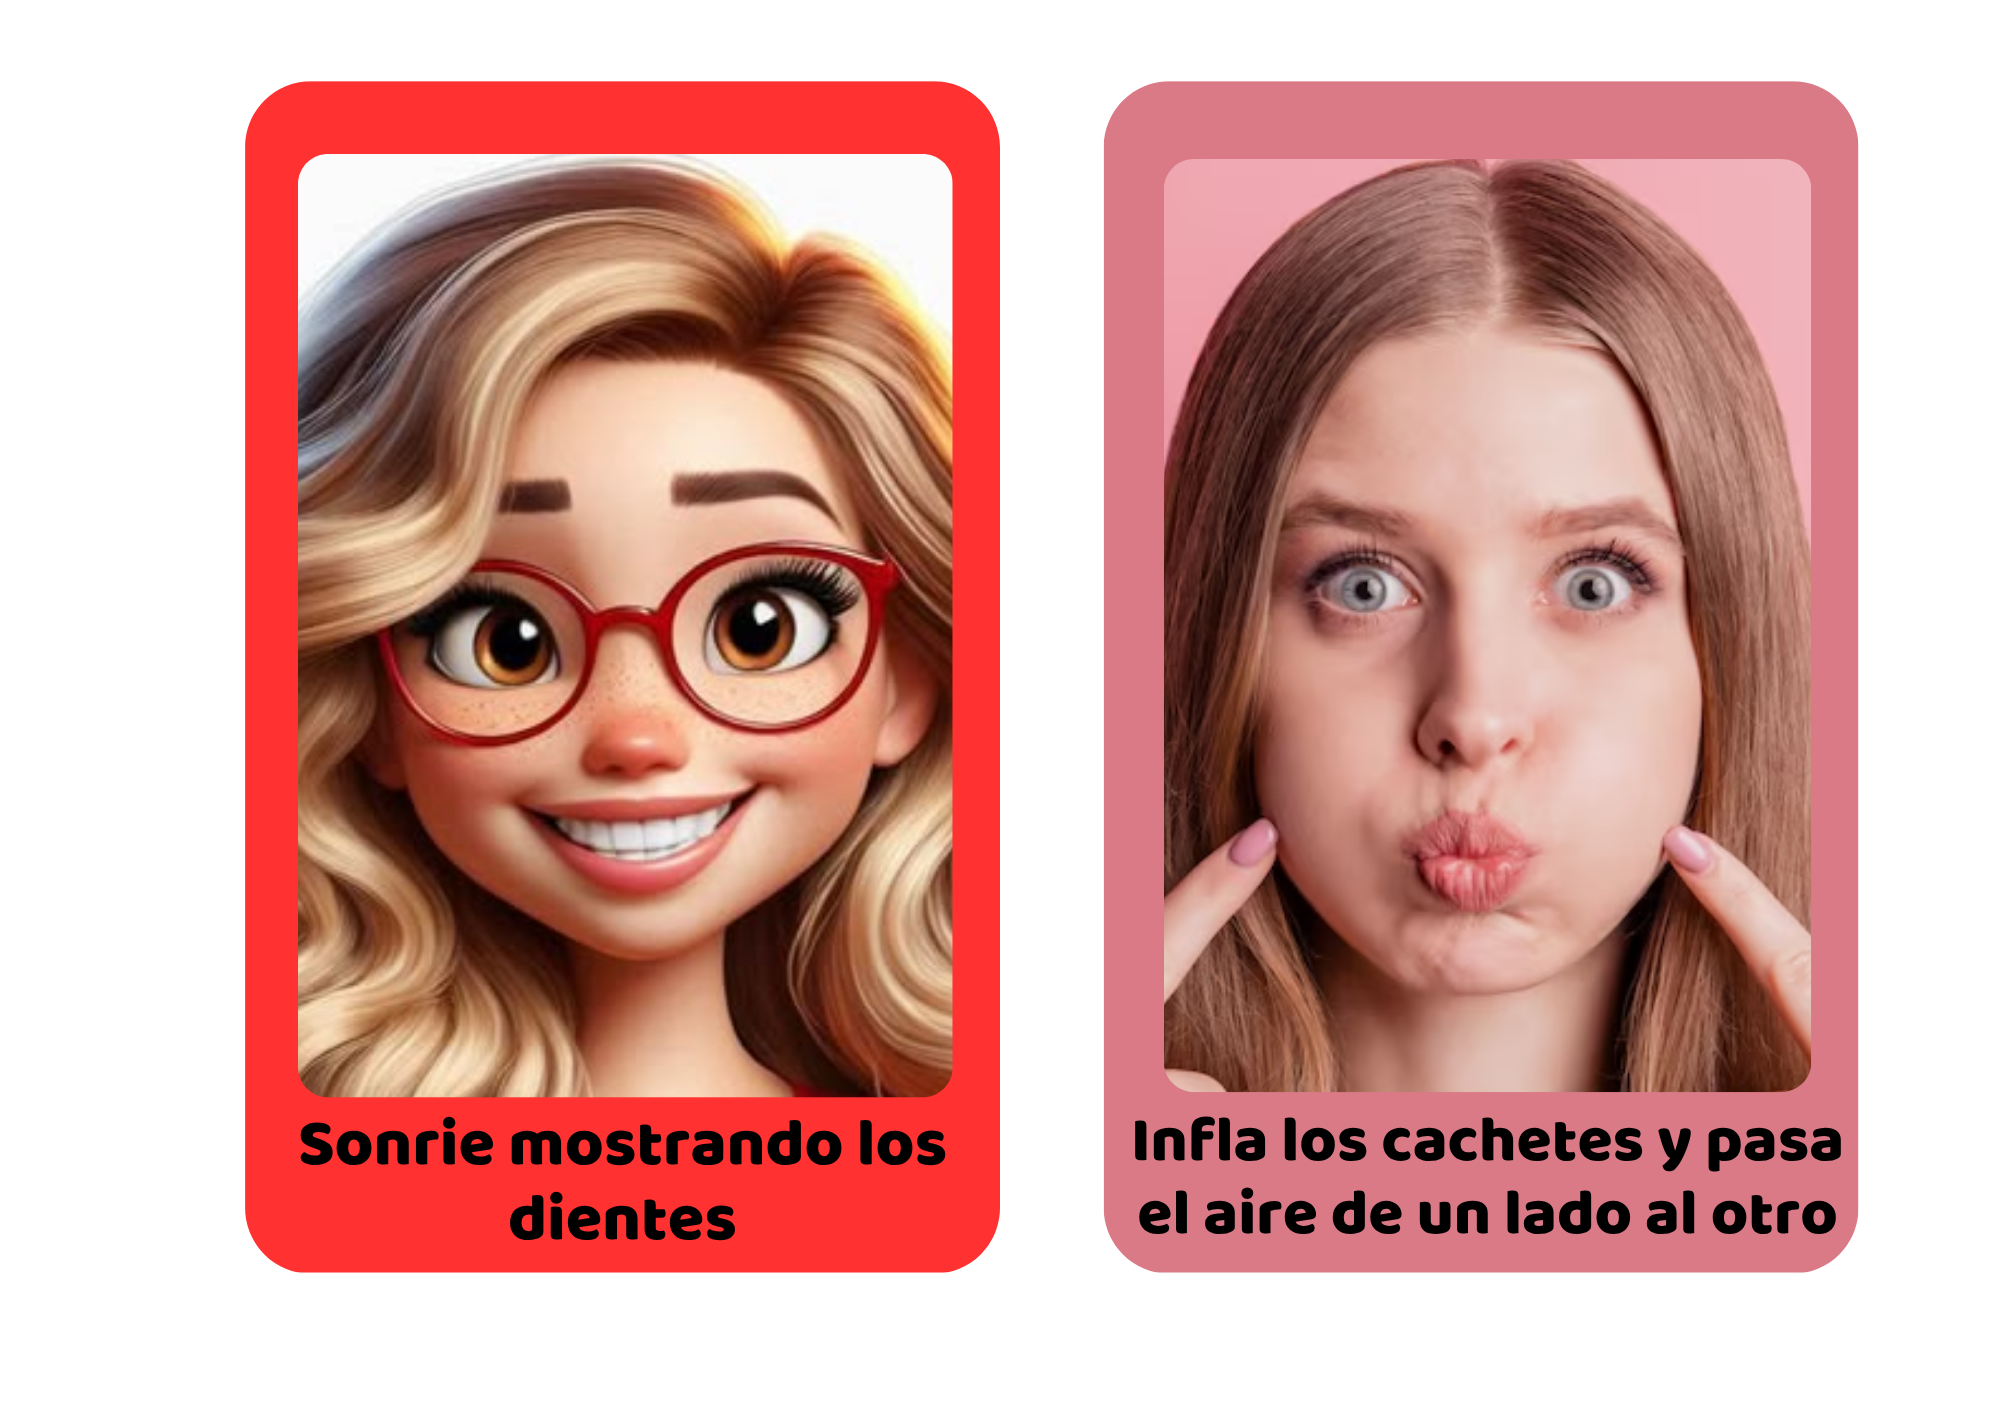 Sonrie mostrando los
dientes
Infla los cachetes y pasa
el aire de un lado al otro